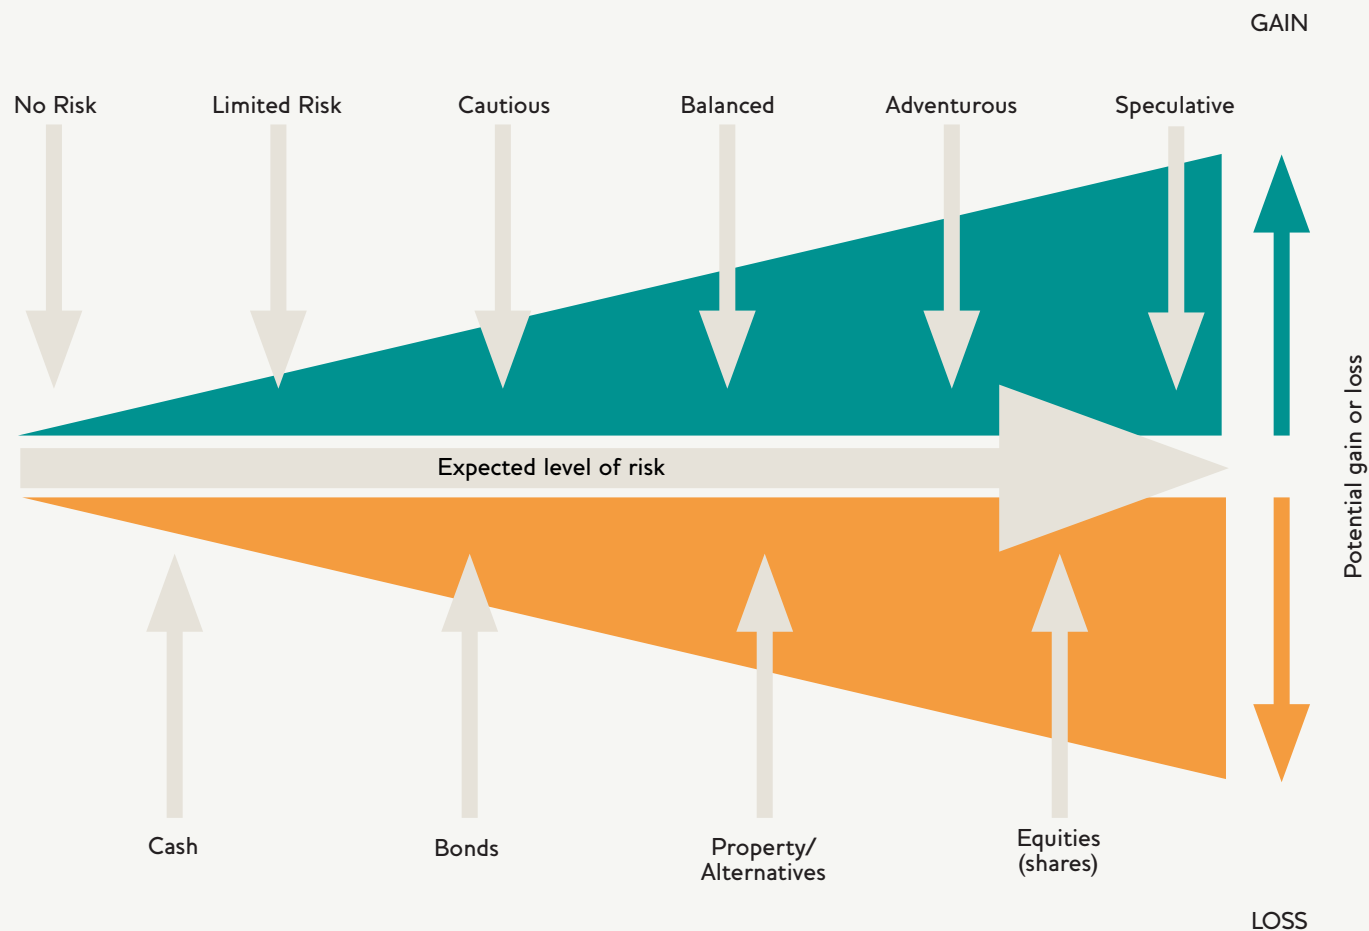 GAIN
No Risk
Limited Risk
Cautious
Balanced
Adventurous
Speculative
Expected level of risk
Potential gain or loss
Cash
Bonds
Property/
Alternatives
Equities
(shares)
LOSS